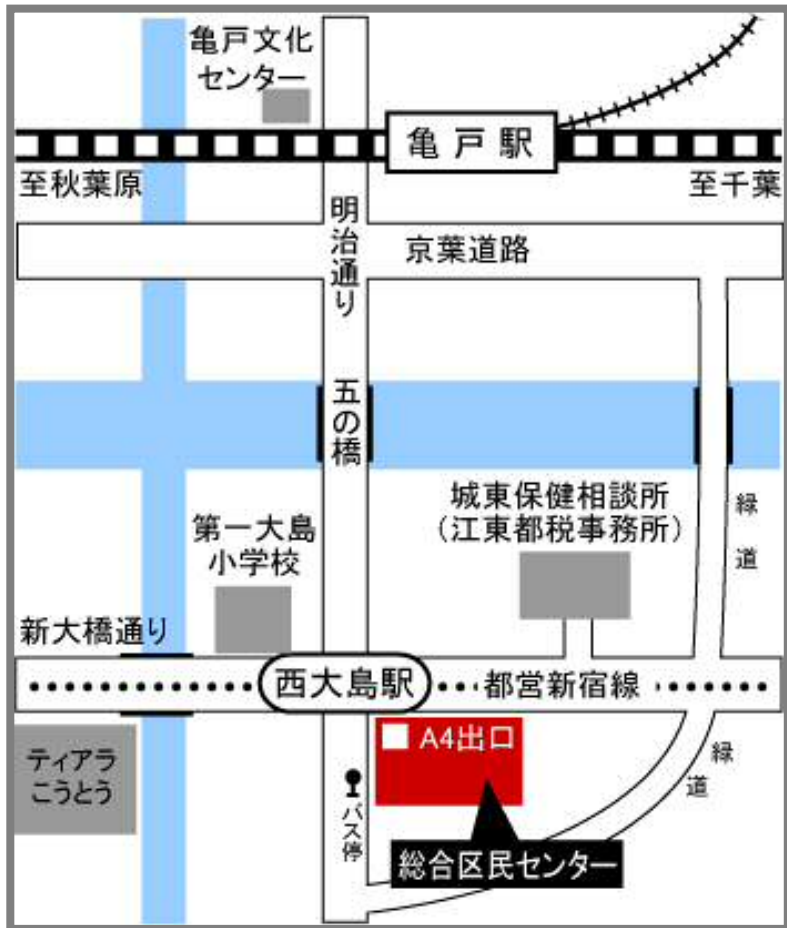 亀戸文化
センター
亀戸駅
至秋葉原
至千葉
明治通り
京葉道路
五の橋
城東保健相談所
（江東都税事務所）
緑道
第一大島
小学校
新大橋通り
西大島駅
都営新宿線
A4出口
ティアラ
こうとう
バス停
緑道
総合区民センター